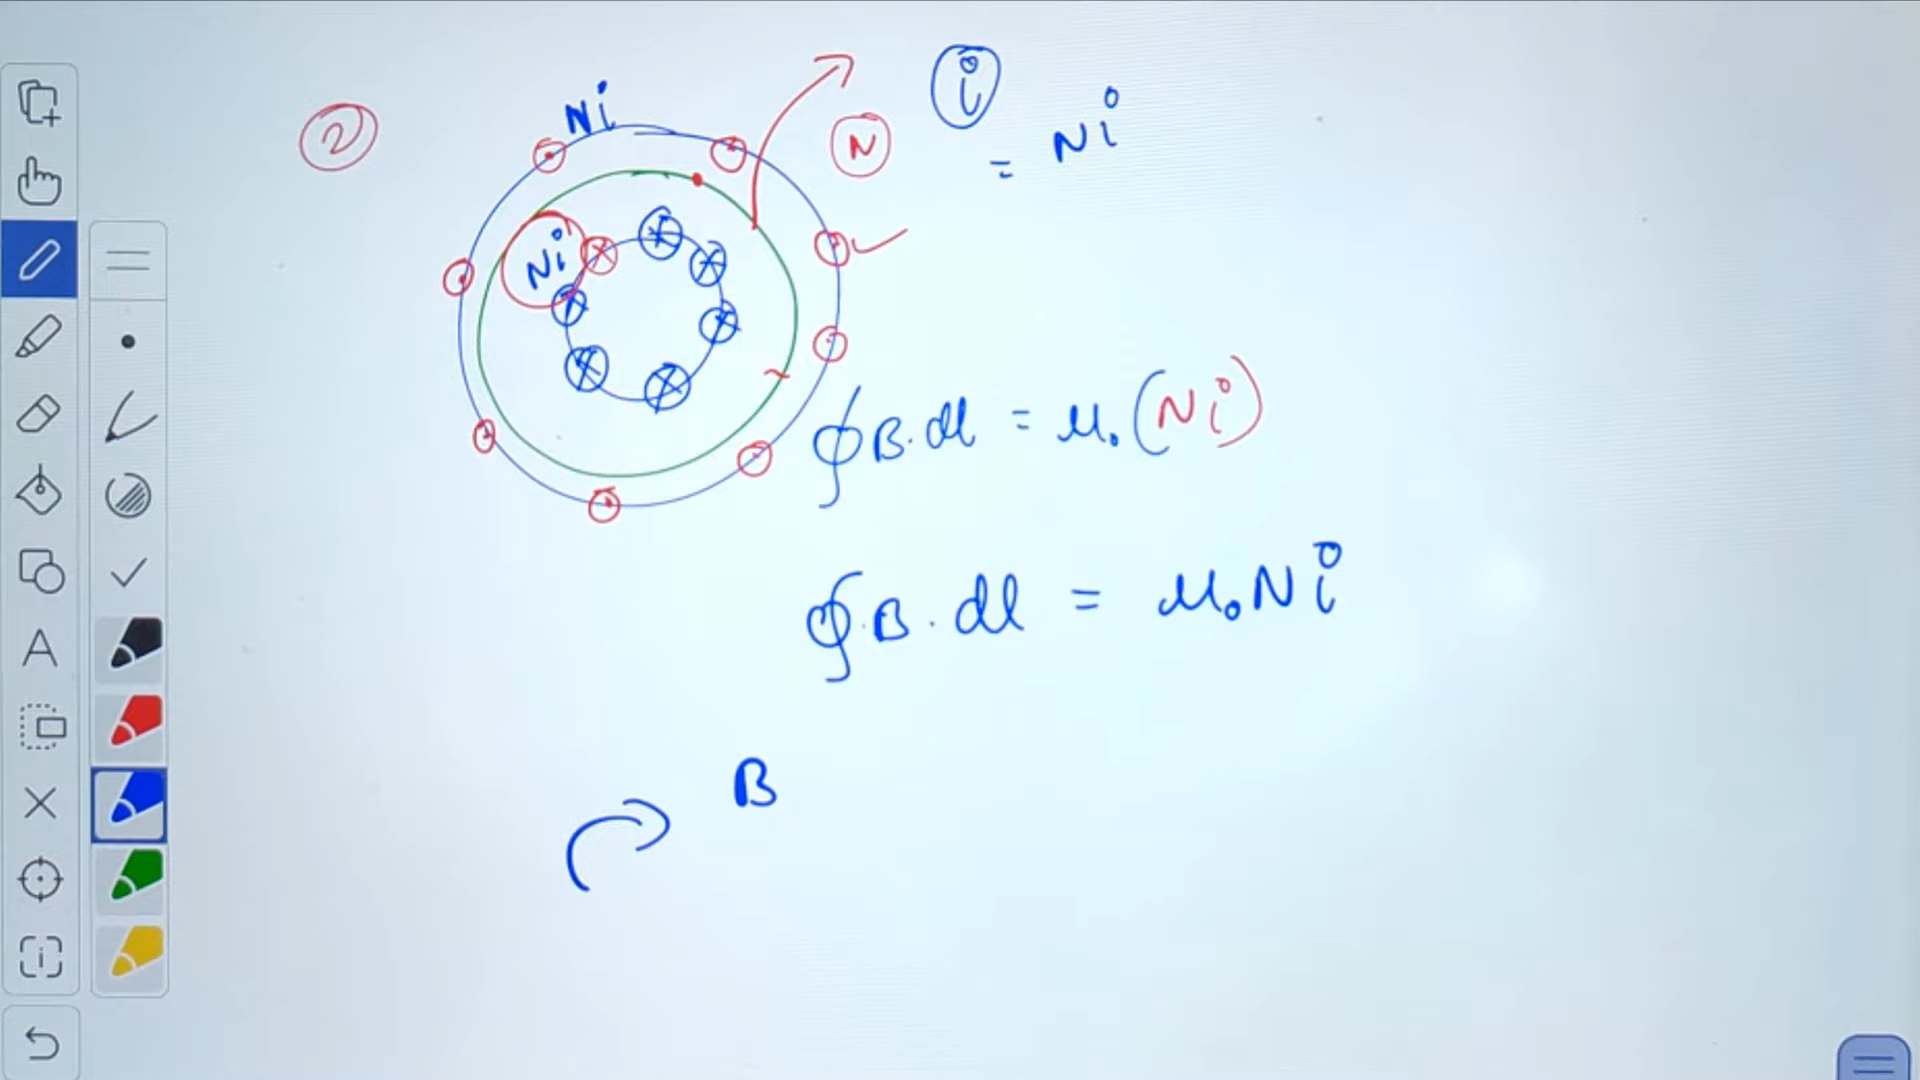 ②
Ni
N
i
= Ni
Ni
∮B.dl = μ₀(Ni)
∮B.dl = μ₀Ni
B
A